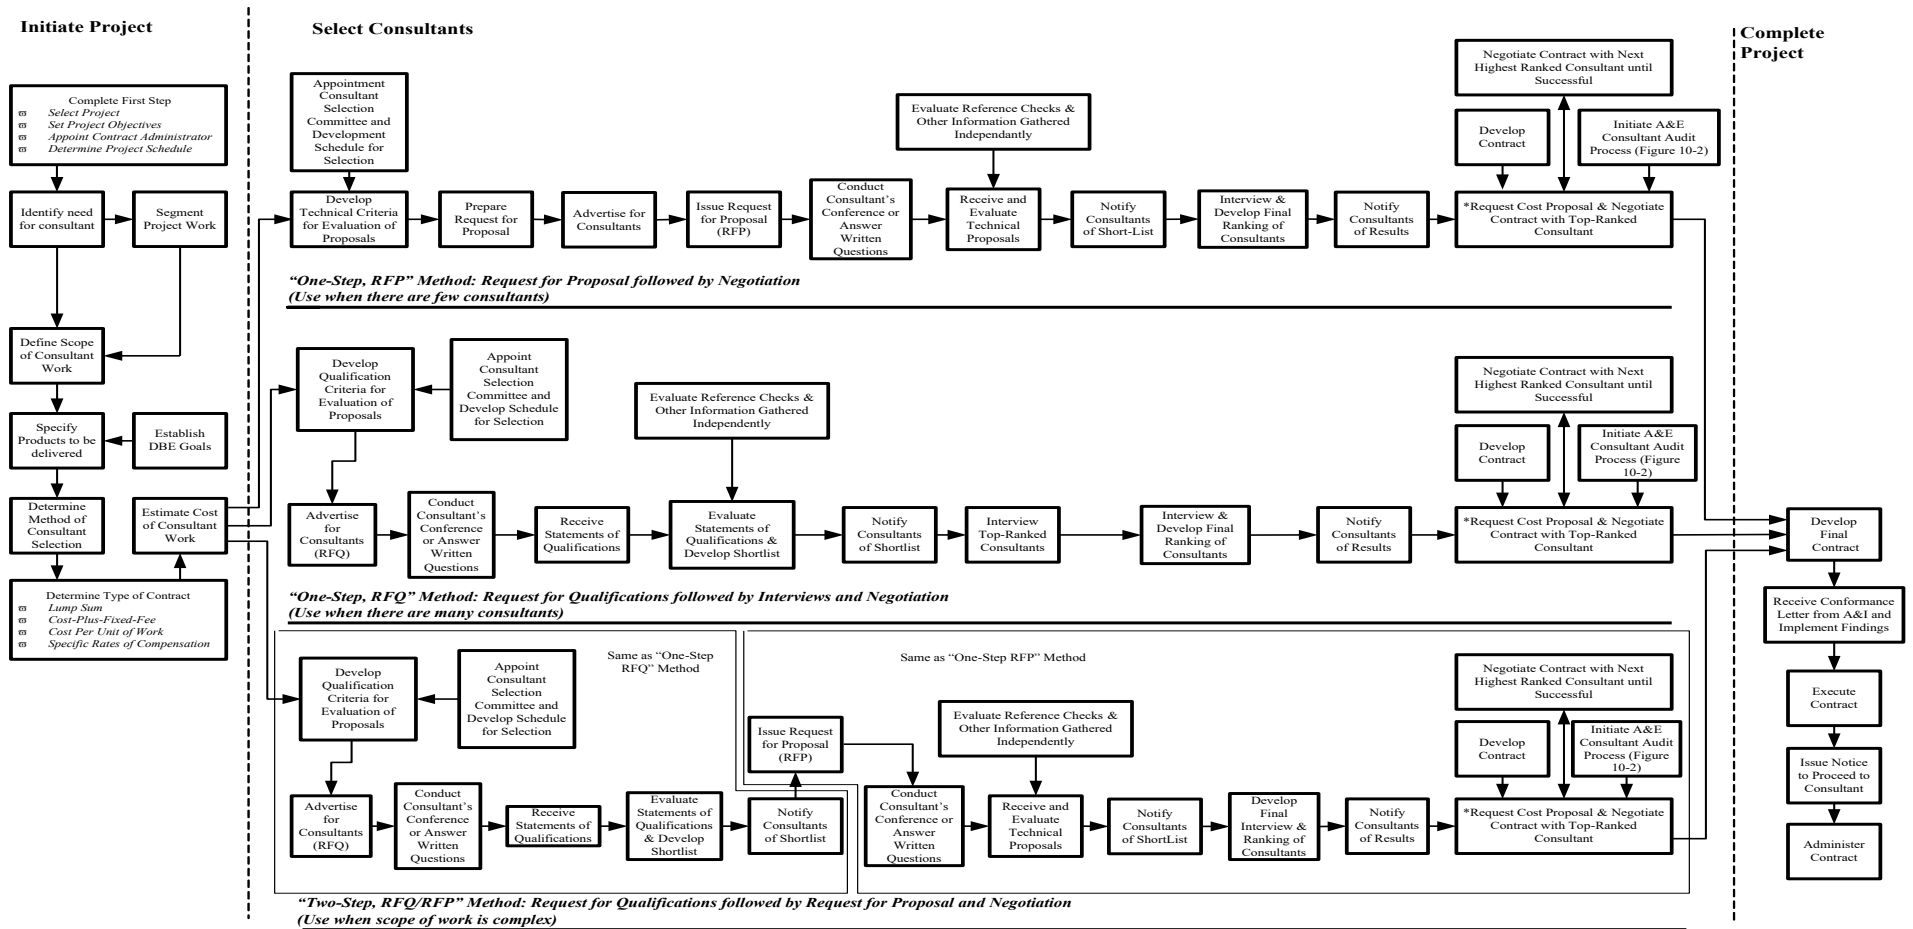 Initiate Project
Complete First Step
Select Project
Set Project Objectives
Appoint Contract Administrator
Determine Project Schedule
Identify need
for consultant
Segment
Project Work
Define Scope
of Consultant
Work
Specify
Products to be
delivered
Establish
DBE Goals
Determine
Method of
Consultant
Selection
Estimate Cost
of Consultant
Work
Determine Type of Contract
Lump Sum
Cost-Plus-Fixed-Fee
Cost Per Unit of Work
Specific Rates of Compensation
Select Consultants
Appointment
Consultant
Selection
Committee and
Development
Schedule for
Selection
Develop
Technical Criteria
for Evaluation of
Proposals
Prepare
Request for
Proposal
Advertise for
Consultants
Issue Request
for Proposal
(RFP)
Conduct
Consultant's
Conference or
Answer
Written
Questions
Evaluate Reference Checks &
Other Information Gathered
Independantly
Receive and
Evaluate
Technical
Proposals
Notify
Consultants
of Short-List
Interview &
Develop Final
Ranking of
Consultants
Notify
Consultants
of Results
Negotiate Contract with Next
Highest Ranked Consultant until
Successful
Develop
Contract
Initiate A&E
Consultant Audit
Process (Figure 10-2)
*Request Cost Proposal & Negotiate
Contract with Top-Ranked
Consultant
“One-Step, RFP” Method: Request for Proposal followed by Negotiation
(Use when there are few consultants)
Develop
Qualification
Criteria for
Evaluation of
Proposals
Appoint
Consultant
Selection
Committee and
Develop Schedule
for Selection
Advertise
for
Consultants
(RFQ)
Conduct
Consultant's
Conference
or Answer
Written
Questions
Receive
Statements of
Qualifications
Evaluate Reference Checks &
Other Information Gathered
Independently
Evaluate
Statements of
Qualifications &
Develop Shortlist
Notify
Consultants
of Shortlist
Interview
Top-Ranked
Consultants
Interview &
Develop Final
Ranking of
Consultants
Notify
Consultants
of Results
Negotiate Contract with Next
Highest Ranked Consultant until
Successful
Develop
Contract
Initiate A&E
Consultant Audit
Process (Figure
10-2)
*Request Cost Proposal & Negotiate
Contract with Top-Ranked
Consultant
“One-Step, RFQ” Method: Request for Qualifications followed by Interviews and Negotiation
(Use when there are many consultants)
Develop
Qualification
Criteria for
Evaluation of
Proposals
Appoint
Consultant
Selection
Committee and
Develop Schedule
for Selection
Same as “One-Step
RFQ” Method
Advertise
for
Consultants
(RFQ)
Conduct
Consultant's
Conference
or Answer
Written
Questions
Receive
Statements of
Qualifications
Evaluate
Statements of
Qualifications
& Develop
Shortlist
Notify
Consultants
of Shortlist
Same as “One-Step RFP” Method
Issue Request
for Proposal
(RFP)
Conduct
Consultant's
Conference or
Answer
Written
Questions
Evaluate Reference Checks &
Other Information Gathered
Independently
Receive and
Evaluate
Technical
Proposals
Notify
Consultants
of ShortList
Develop
Final
Interview &
Ranking of
Consultants
Notify
Consultants
of Results
Negotiate Contract with Next
Highest Ranked Consultant until
Successful
Develop
Contract
Initiate A&E
Consultant Audit
Process (Figure
10-2)
*Request Cost Proposal & Negotiate
Contract with Top-Ranked
Consultant
“Two-Step, RFQ/RFP” Method: Request for Qualifications followed by Request for Proposal and Negotiation
(Use when scope of work is complex)
Complete
Project
Develop
Final
Contract
Receive Conformance
Letter from A&I and
Implement Findings
Execute
Contract
Issue Notice
to Proceed to
Consultant
Administer
Contract